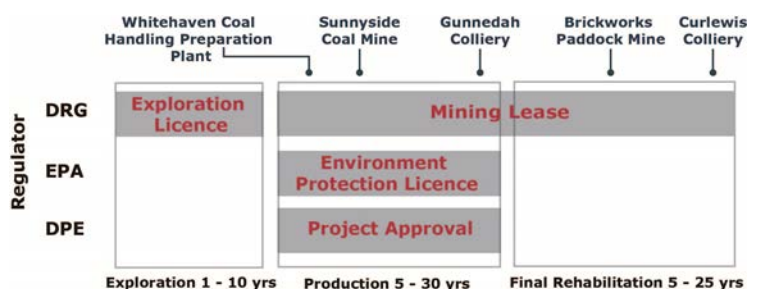 Whitehaven Coal
Handling Preparation
Plant
Sunnyside
Coal Mine
Gunnedah
Colliery
Brickworks
Paddock Mine
Curlewis
Colliery
Regulator
DRG
Exploration
Licence
Mining Lease
EPA
Environment
Protection Licence
DPE
Project Approval
Exploration 1 - 10 yrs
Production 5 - 30 yrs
Final Rehabilitation 5 - 25 yrs